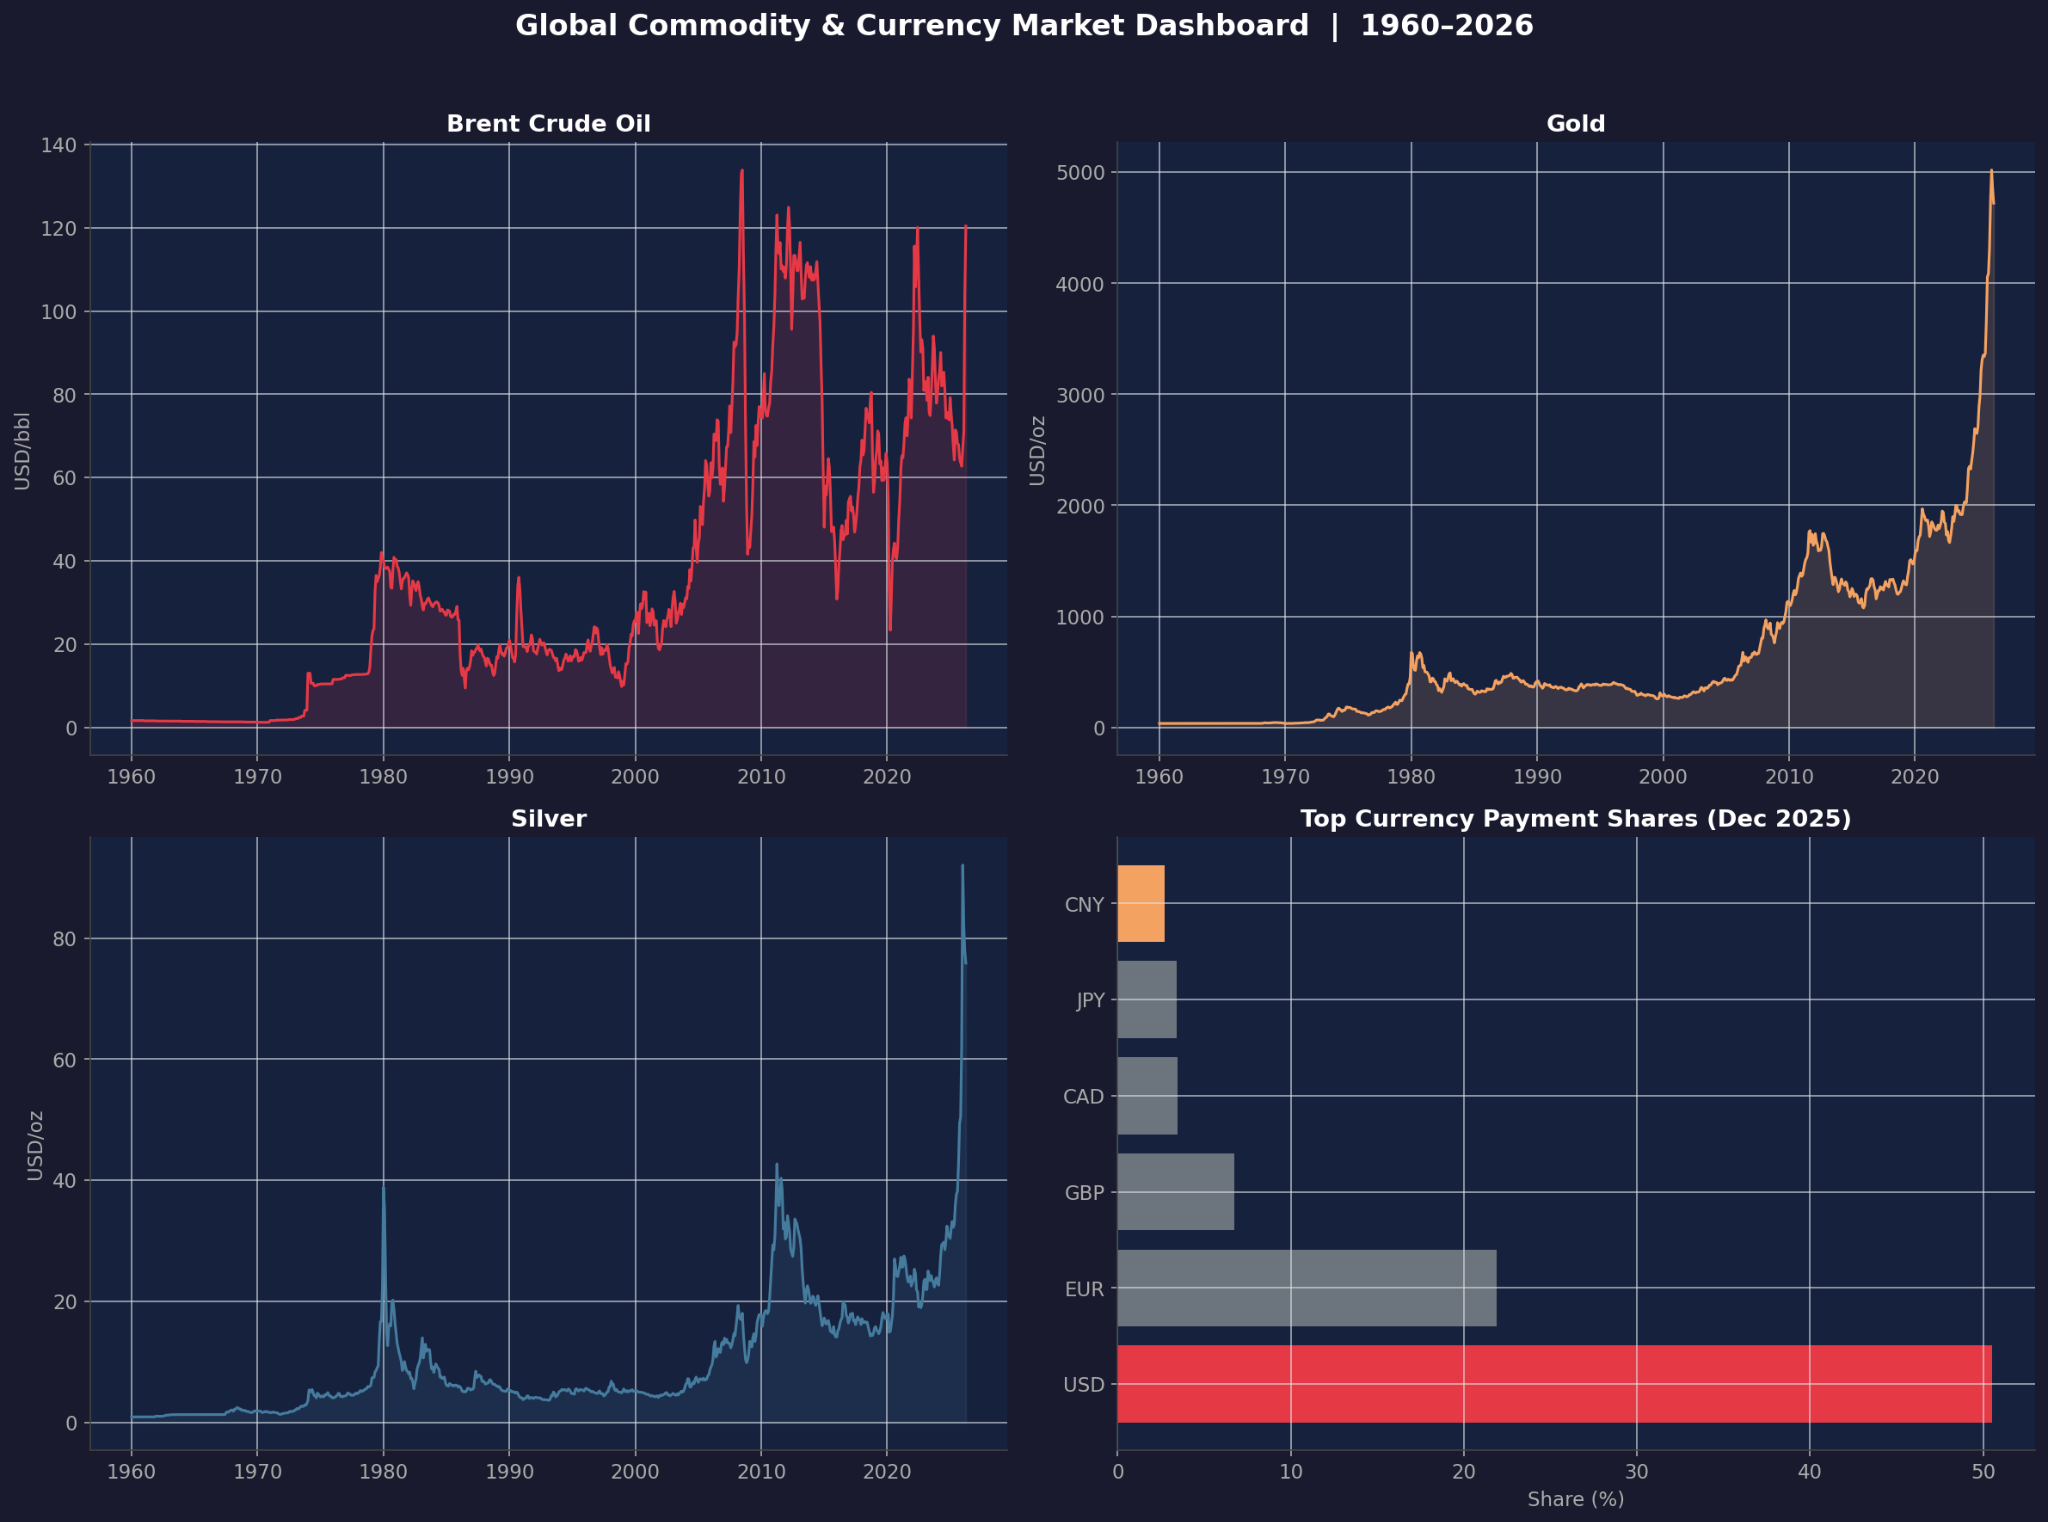 Global Commodity & Currency Market Dashboard | 1960–2026
Brent Crude Oil
140
120
100
80
60
40
20
0
USD/bbl
1960 1970 1980 1990 2000 2010 2020
Gold
5000
4000
3000
2000
1000
0
USD/oz
1960 1970 1980 1990 2000 2010 2020
Silver
80
60
40
20
0
USD/oz
1960 1970 1980 1990 2000 2010 2020
Top Currency Payment Shares (Dec 2025)
CNY
JPY
CAD
GBP
EUR
USD
0 10 20 30 40 50
Share (%)